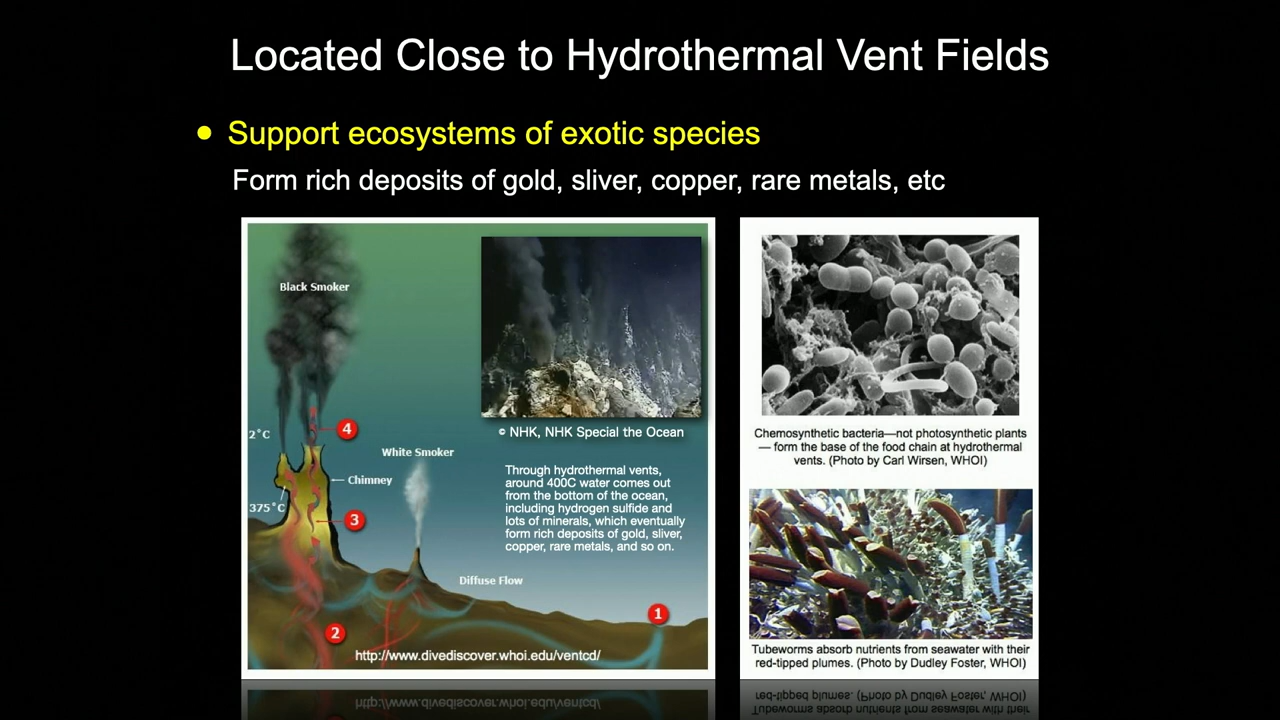 Located Close to Hydrothermal Vent Fields
Support ecosystems of exotic species
Form rich deposits of gold, sliver, copper, rare metals, etc
Black Smoker
© NHK, NHK Special the Ocean
4
2°C
White Smoker
Chimney
375°C
3
Through hydrothermal vents,
around 400C water comes out
from the bottom of the ocean,
including hydrogen sulfide and
lots of minerals, which eventually
form rich deposits of gold, sliver,
copper, rare metals, and so on.
Diffuse Flow
1
2
http://www.divediscover.whoi.edu/ventcd/
Chemosynthetic bacteria—not photosynthetic plants
— form the base of the food chain at hydrothermal
vents. (Photo by Carl Wirsen, WHOI)
Tubeworms absorb nutrients from seawater with their
red-tipped plumes. (Photo by Dudley Foster, WHOI)